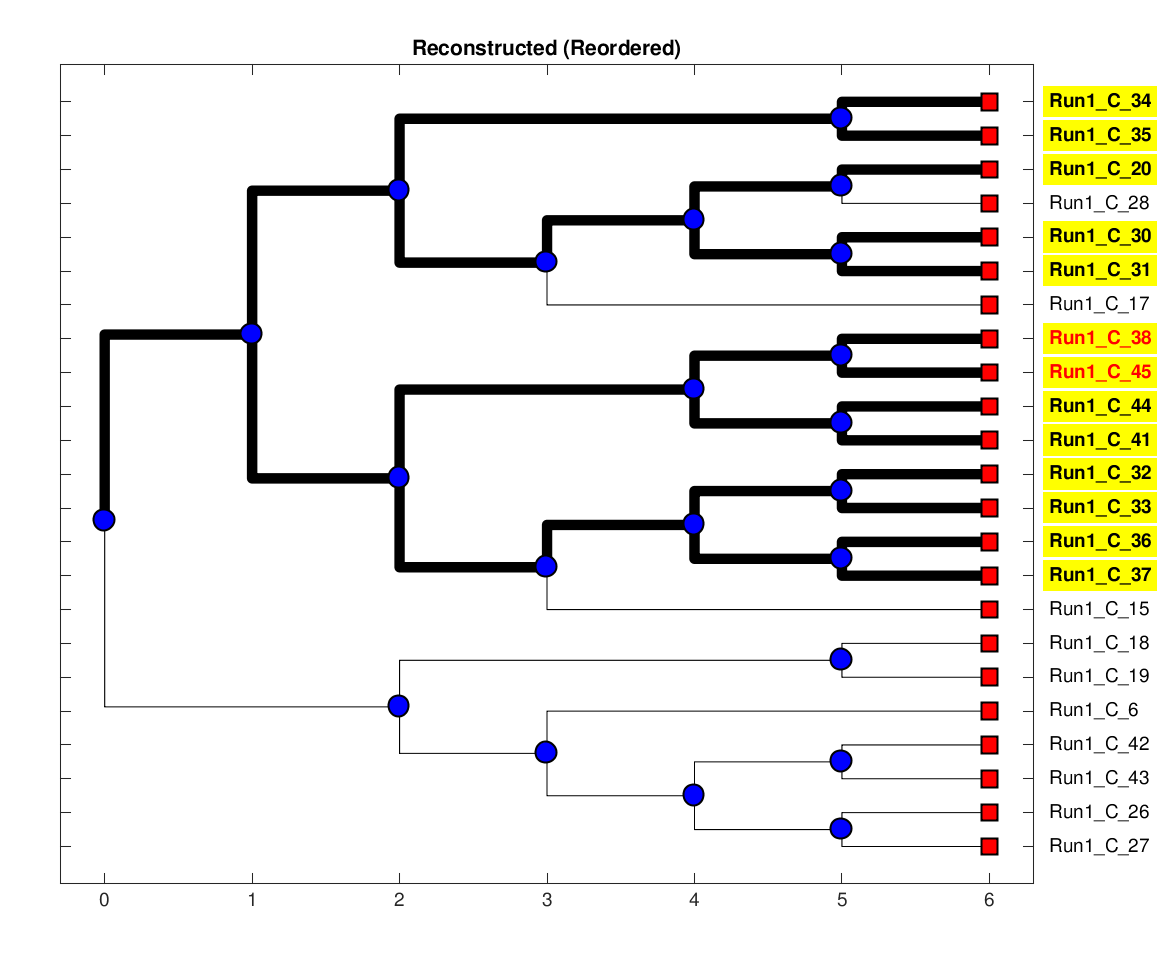 Reconstructed (Reordered)
Run1_C_34
Run1_C_35
Run1_C_20
Run1_C_28
Run1_C_30
Run1_C_31
Run1_C_17
Run1_C_38
Run1_C_45
Run1_C_44
Run1_C_41
Run1_C_32
Run1_C_33
Run1_C_36
Run1_C_37
Run1_C_15
Run1_C_18
Run1_C_19
Run1_C_6
Run1_C_42
Run1_C_43
Run1_C_26
Run1_C_27
0 1 2 3 4 5 6